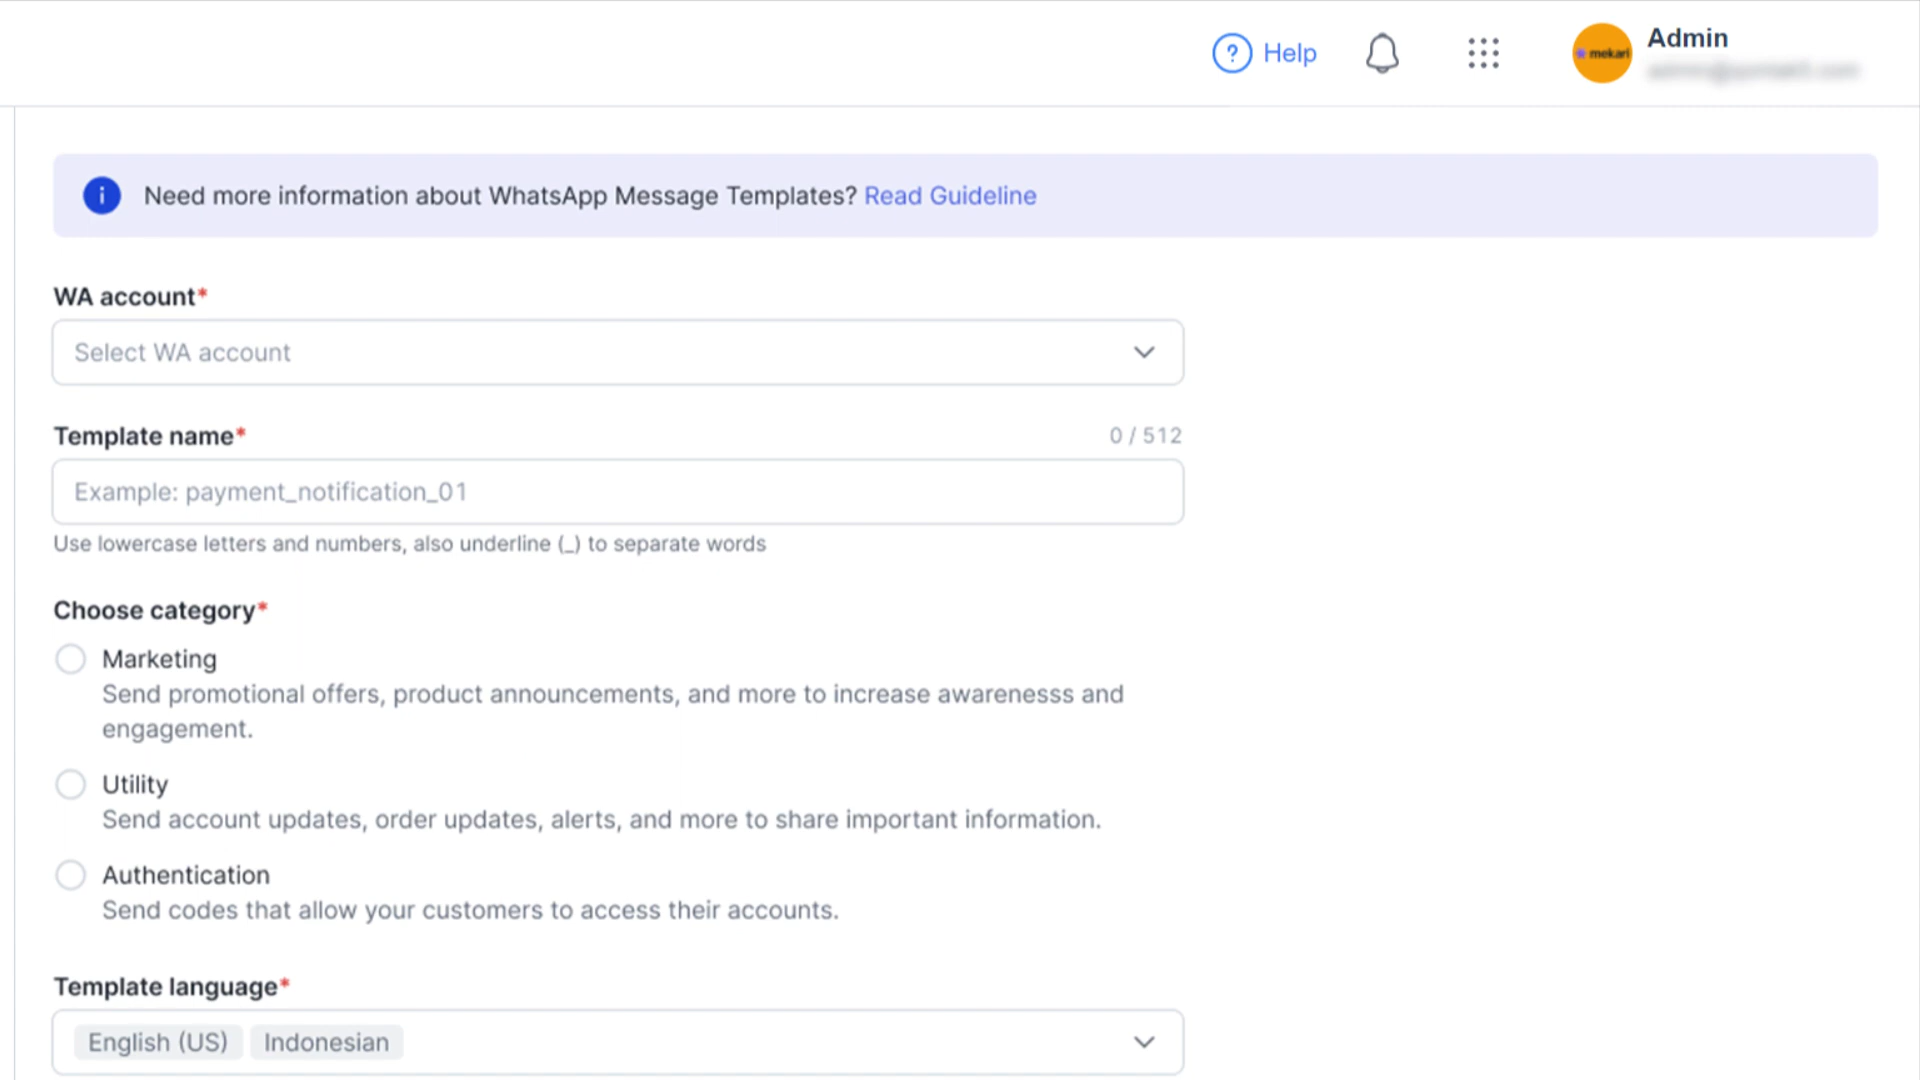 Help
mekari
Admin
Need more information about WhatsApp Message Templates? Read Guideline
WA account*
Select WA account
Template name*
0 / 512
Example: payment_notification_01
Use lowercase letters and numbers, also underline (_) to separate words
Choose category*
Marketing
Send promotional offers, product announcements, and more to increase awarenesss and
engagement.
Utility
Send account updates, order updates, alerts, and more to share important information.
Authentication
Send codes that allow your customers to access their accounts.
Template language*
English (US) Indonesian